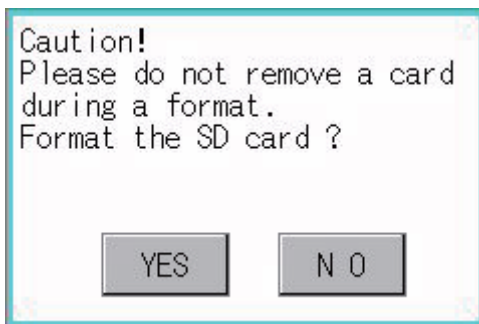 Caution!
Please do not remove a card
during a format.
Format the SD card ?
YES
N O